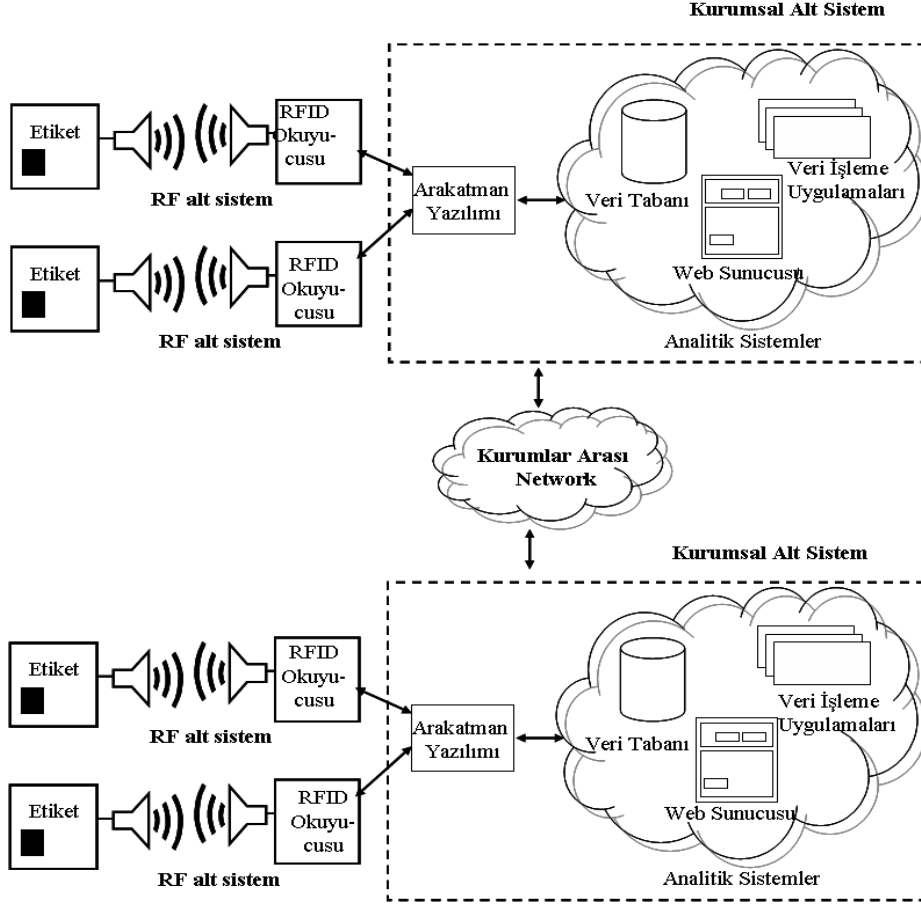 Kurumsal Alt Sistem
Etiket
RFID
Okuyu-
cusu
RF alt sistem
Etiket
RFID
Okuyu-
cusu
RF alt sistem
Arakatman
Yazılımı
Veri Tabanı
Veri İşleme
Uygulamaları
Web Sunucusu
Analitik Sistemler
Kurumlar Arası
Network
Kurumsal Alt Sistem
Etiket
RFID
Okuyu-
cusu
RF alt sistem
Etiket
RFID
Okuyu-
cusu
RF alt sistem
Arakatman
Yazılımı
Veri Tabanı
Veri İşleme
Uygulamaları
Web Sunucusu
Analitik Sistemler